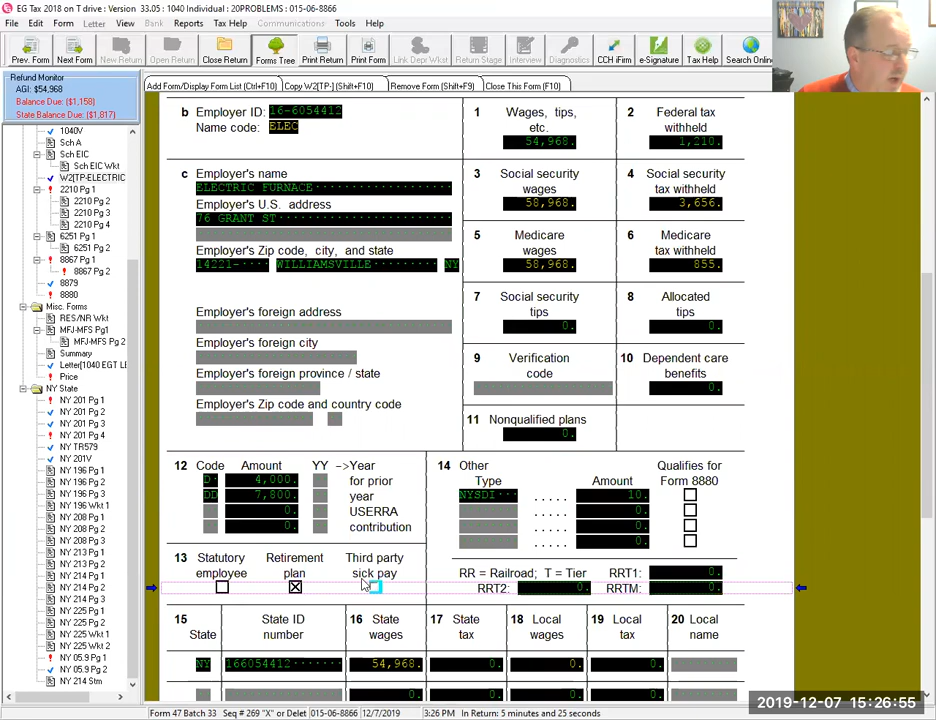 EG Tax 2018 on T drive : Version : 33.05 : 1040 Individual : 20PROBLEMS : 015-06-8866
File Edit Form Letter View Bank Reports Tax Help Communications Tools Help
Prev. Form Next Form New Return Open Return Close Return Forms Tree Print Return Print Form Link Depr Wkt Return Stage Interview Diagnostics CCH iFirm e-Signature Tax Help Search Online
Refund Monitor
AGI: $54,968
Balance Due: ($1,158)
State Balance Due: ($1,817)
Add Form/Display Form List (Ctrl+F10) Copy W2[TP-] (Shift+F10) Remove Form (Shift+F9) Close This Form (F10)
1040V
Sch A
Sch EIC
Sch EIC Wkt
W2[TP-ELECTRIC
2210 Pg 1
2210 Pg 2
2210 Pg 3
2210 Pg 4
6251 Pg 1
6251 Pg 2
8867 Pg 1
8867 Pg 2
8879
8880
Misc. Forms
RES/NR Wkt
MFJ-MFS Pg1
MFJ-MFS Pg 2
Summary
Letter[1040 EGT LE
Price
NY State
NY 201 Pg 1
NY 201 Pg 2
NY 201 Pg 3
NY 201 Pg 4
NY TR579
NY 201V
NY 196 Pg 1
NY 196 Pg 2
NY 196 Pg 3
NY 196 Wkt 1
NY 208 Pg 1
NY 208 Pg 2
NY 208 Pg 3
NY 213 Pg 1
NY 213 Pg 2
NY 214 Pg 1
NY 214 Pg 2
NY 214 Pg 3
NY 225 Pg 1
NY 225 Pg 2
NY 225 Wkt 1
NY 225 Wkt 2
NY 05.9 Pg 1
NY 05.9 Pg 2
NY 214 Stm
b Employer ID: 16-6054412
Name code: ELEC
1 Wages, tips, etc. 54,968.
2 Federal tax withheld 1,210.
c Employer's name
ELECTRIC FURNACE
Employer's U.S. address
76 GRANT ST
Employer's Zip code, city, and state
14221- WILLIAMSVILLE NY
3 Social security wages 58,968.
4 Social security tax withheld 3,656.
5 Medicare wages 58,968.
6 Medicare tax withheld 855.
Employer's foreign address
Employer's foreign city
Employer's foreign province / state
Employer's Zip code and country code
7 Social security tips 0.
8 Allocated tips 0.
9 Verification code
10 Dependent care benefits 0.
11 Nonqualified plans 0.
12 Code Amount YY -> Year
for prior
year
USERRA
contribution
D 4,000.
DD 7,800.
0.
0.
14 Other Type Amount Qualifies for Form 8880
NYSDI ..... 10.
..... 0.
..... 0.
..... 0.
13 Statutory employee Retirement plan Third party sick pay
X
RR = Railroad; T = Tier RRT1: 0.
RRT2: 0. RRTM: 0.
15 State State ID number 16 State wages 17 State tax 18 Local wages 19 Local tax 20 Local name
NY 166054412 54,968. 0. 0. 0.
0. 0. 0. 0.
Form 47 Batch 33 Seq # 269 "X" or Delet 015-06-8866 12/7/2019 3:26 PM In Return: 5 minutes and 25 seconds
2019-12-07 15:26:55